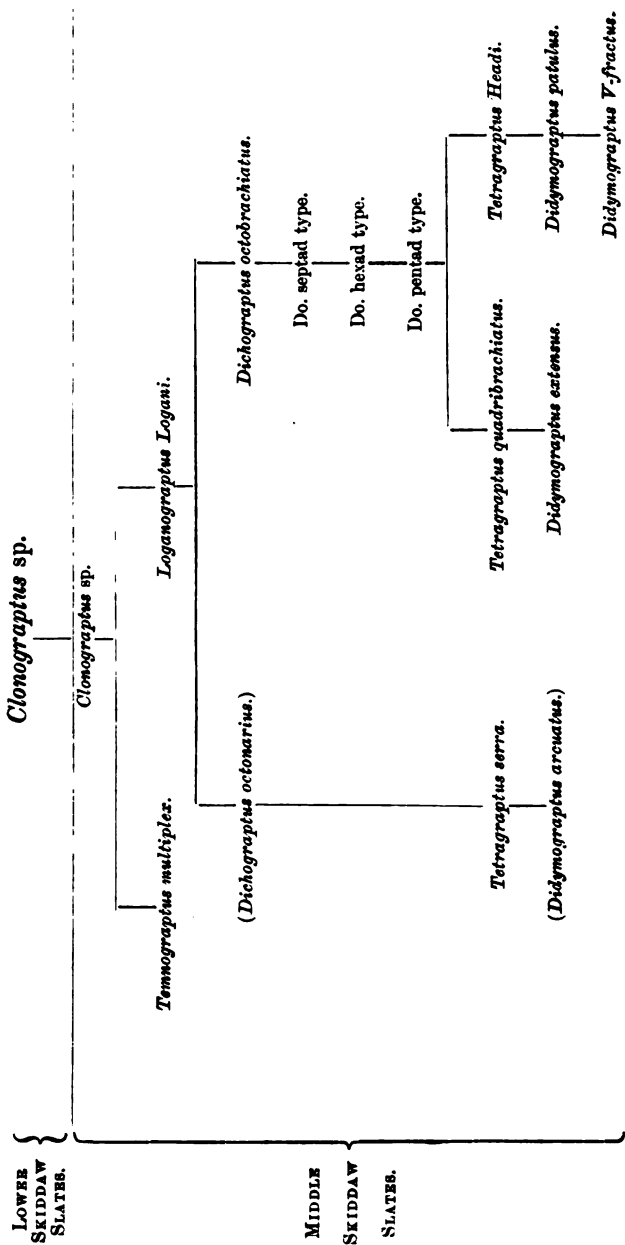 LOWER
SKIDDAW
SLATES.
Clonograptus sp.
MIDDLE
SKIDDAW
SLATES.
Clonograptus sp.
Temnograptus multiplex.
Loganograptus Logani.
(Dichograptus octonarius.)
Dichograptus octobrachiatus.
Do. septad type.
Do. hexad type.
Do. pentad type.
Tetragraptus serra.
Tetragraptus quadribrachiatus.
Tetragraptus Headi.
(Didymograptus arcuatus.)
Didymograptus extensus.
Didymograptus patulus.
Didymograptus V-fractus.